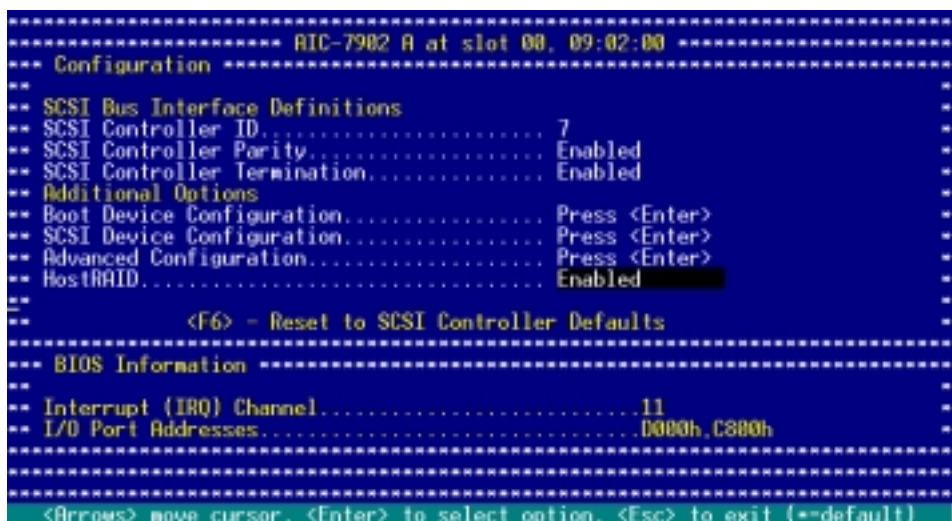 AIC-7902 A at slot 00, 09:02:00
Configuration
SCSI Bus Interface Definitions
SCSI Controller ID....................... 7
SCSI Controller Parity................... Enabled
SCSI Controller Termination.............. Enabled
Additional Options
Boot Device Configuration................ Press <Enter>
SCSI Device Configuration................ Press <Enter>
Advanced Configuration................... Press <Enter>
HostRAID................................. Enabled
<F6> - Reset to SCSI Controller Defaults
BIOS Information
Interrupt (IRQ) Channel...........................11
I/O Port Addresses................................D000h,C800h
<Arrows> move cursor, <Enter> to select option, <Esc> to exit (*=default)